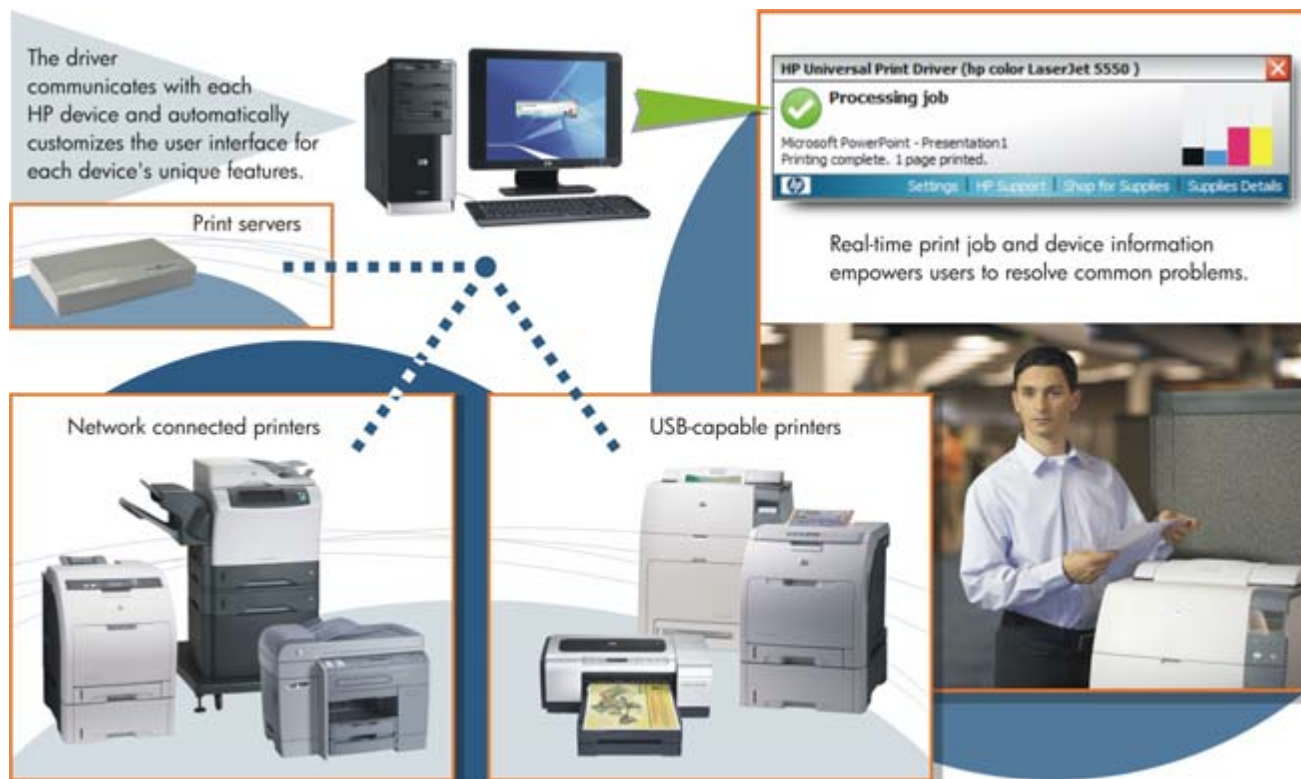 The driver
communicates with each
HP device and automatically
customizes the user interface for
each device's unique features.
HP Universal Print Driver (hp color LaserJet 5550 )
Processing job
Microsoft PowerPoint - Presentation1
Printing complete. 1 page printed.
hp Settings | HP Support | Shop for Supplies | Supplies Details
Real-time print job and device information
empowers users to resolve common problems.
Print servers
Network connected printers
USB-capable printers